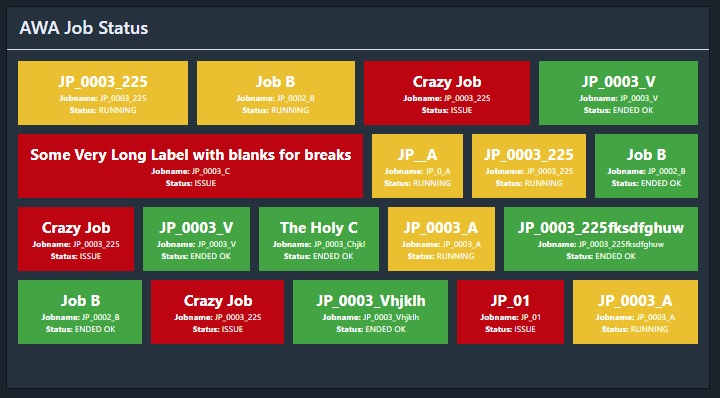 AWA Job Status
JP_0003_225
Jobname: JP_0003_225
Status: RUNNING
Job B
Jobname: JP_0002_B
Status: RUNNING
Crazy Job
Jobname: JP_0003_225
Status: ISSUE
JP_0003_V
Jobname: JP_0003_V
Status: ENDED OK
Some Very Long Label with blanks for breaks
Jobname: JP_0003_C
Status: ISSUE
JP__A
Jobname: JP_0_A
Status: RUNNING
JP_0003_225
Jobname: JP_0003_225
Status: RUNNING
Job B
Jobname: JP_0002_B
Status: ENDED OK
Crazy Job
Jobname: JP_0003_225
Status: ISSUE
JP_0003_V
Jobname: JP_0003_V
Status: ENDED OK
The Holy C
Jobname: JP_0003_Chjkl
Status: ENDED OK
JP_0003_A
Jobname: JP_0003_A
Status: RUNNING
JP_0003_225fksdfghuw
Jobname: JP_0003_225fksdfghuw
Status: ENDED OK
Job B
Jobname: JP_0002_B
Status: ENDED OK
Crazy Job
Jobname: JP_0003_225
Status: ISSUE
JP_0003_Vhjklh
Jobname: JP_0003_Vhjklh
Status: ENDED OK
JP_01
Jobname: JP_01
Status: ISSUE
JP_0003_A
Jobname: JP_0003_A
Status: RUNNING